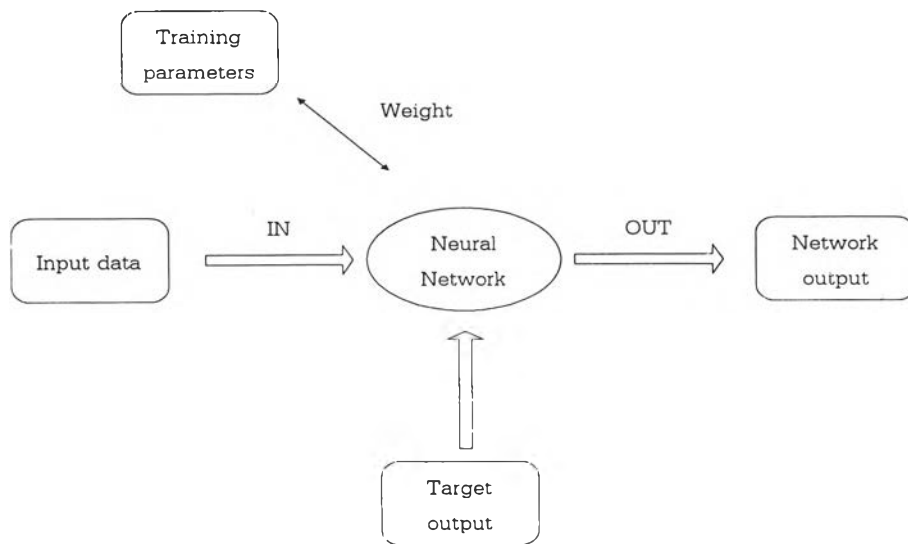 Training
parameters
Weight
IN
OUT
Input data
Neural
Network
Network
output
Target
output